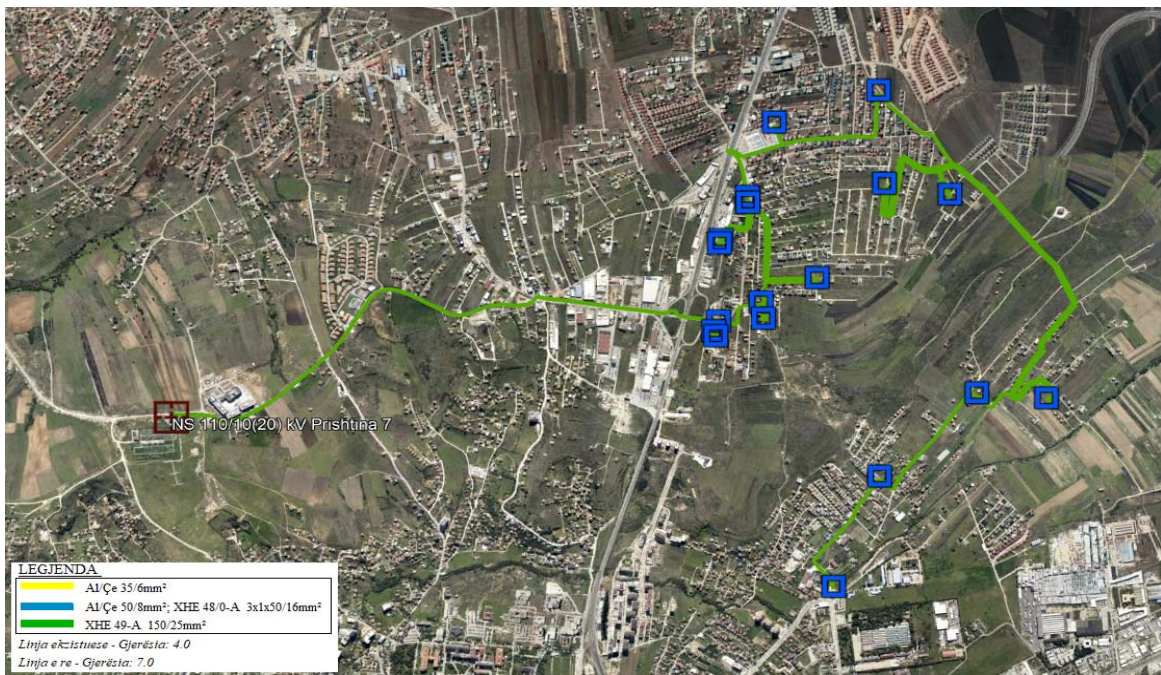 NS 110/10(20) kV Prishtina 7
LEGJENDA
Al/Çe 35/6mm²
Al/Çe 50/8mm²; XHE 48/0-A 3x1x50/16mm²
XHE 49-A 150/25mm²
Linja ekzistuese - Gjerësia: 4.0
Linja e re - Gjerësia: 7.0